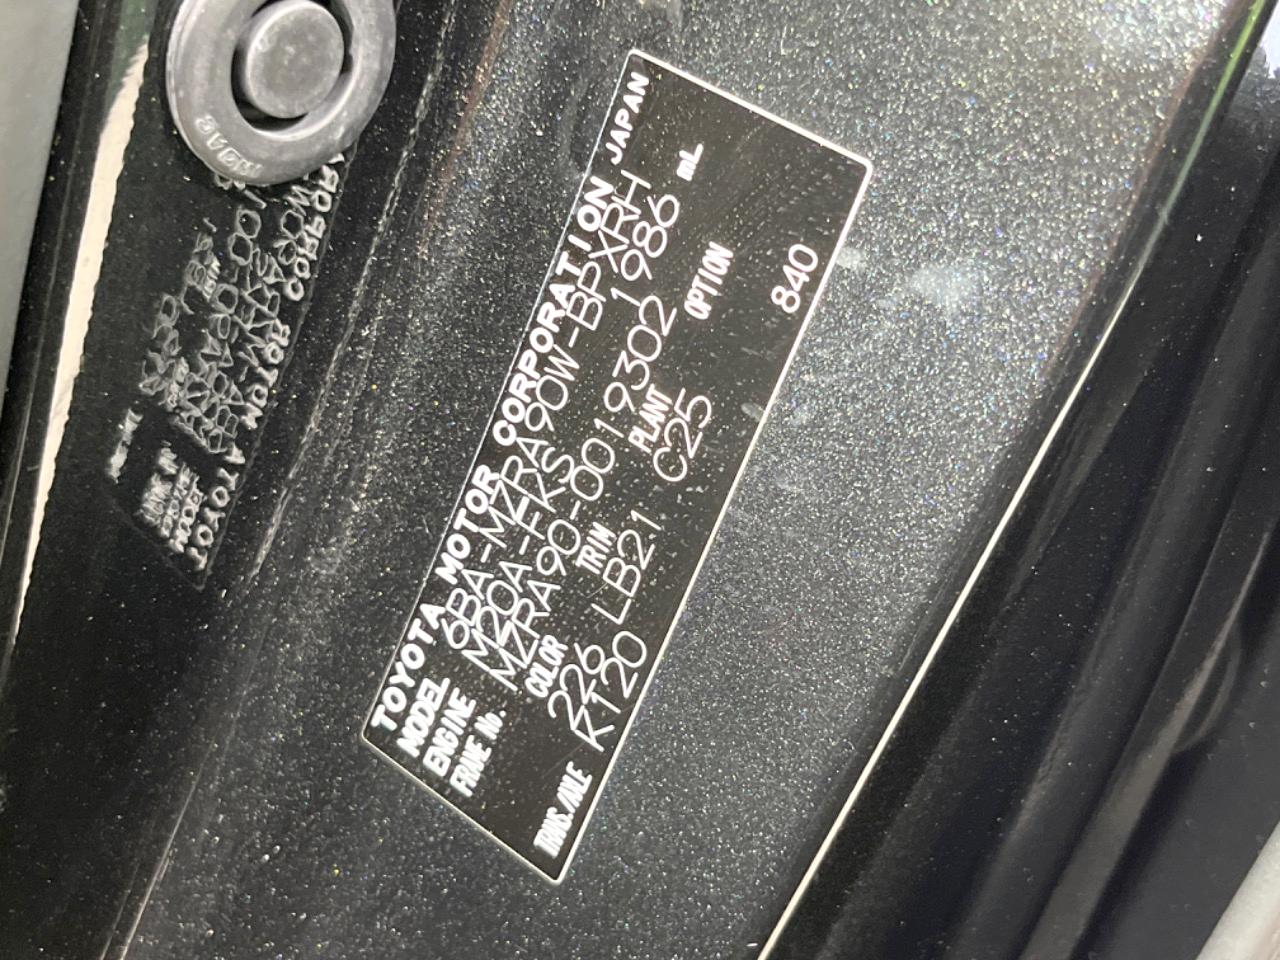 TOYOTA MOTOR CORPORATION JAPAN
MODEL 6BA-MZRA90W-BPXRH
ENGINE M20A-FKS 1986 mL
FRAME No. MZRA90-0019302
COLOR TRIM PLANT OPTION
226 LB21 C25
TRANS./AXLE K120 840